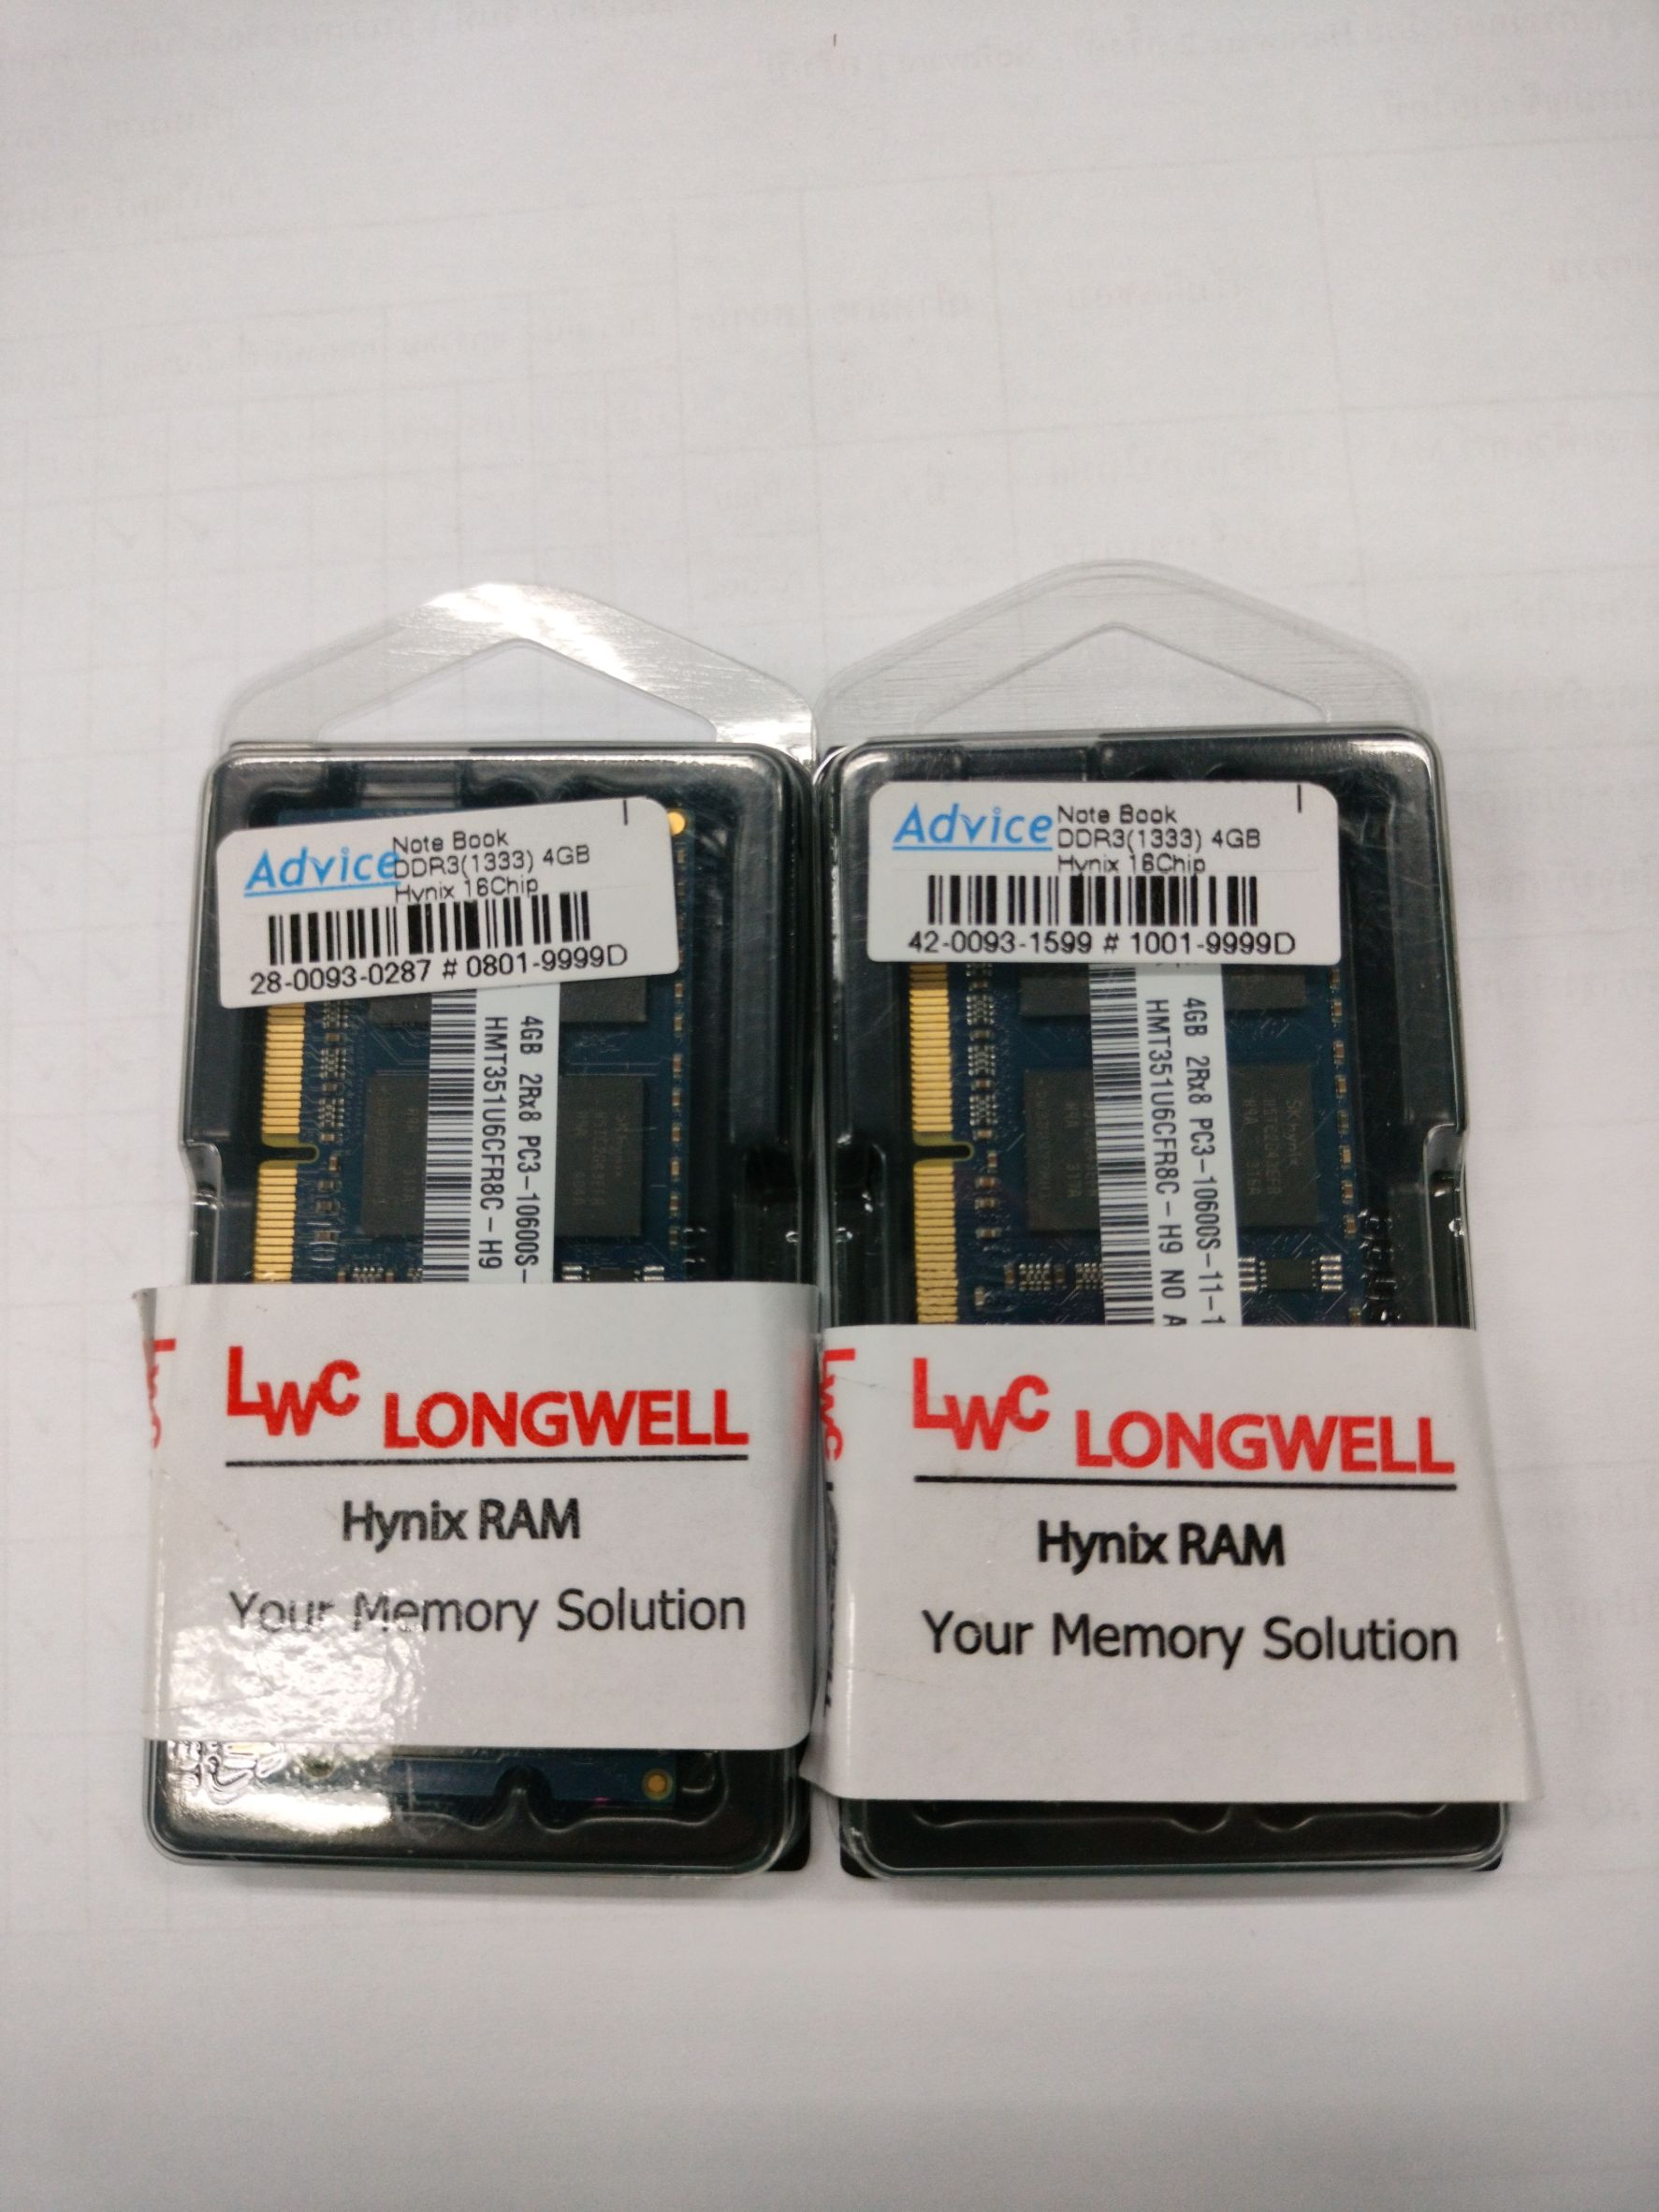 Advice
Note Book
DDR3(1333) 4GB
Hynix 16Chip
28-0093-0287 # 0801-9999D
4GB 2Rx8 PC3-10600S-
HMT351U6CFR8C-H9
LWC LONGWELL
Hynix RAM
Your Memory Solution
Advice
Note Book
DDR3(1333) 4GB
Hynix 16Chip
42-0093-1599 # 1001-9999D
4GB 2Rx8 PC3-10600S-11-1
HMT351U6CFR8C-H9 NO A
SK hynix
LWC LONGWELL
Hynix RAM
Your Memory Solution